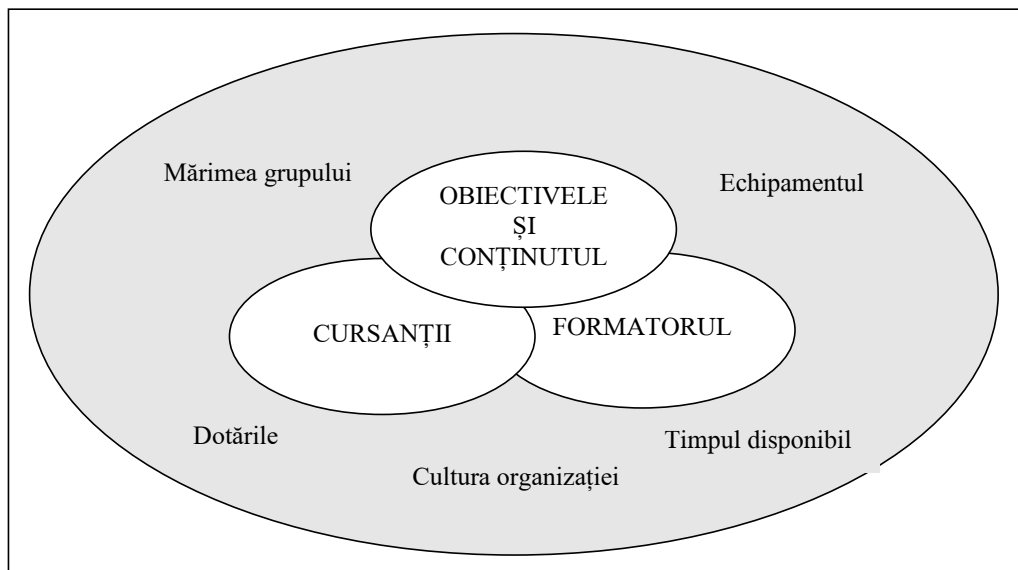 Mărimea grupului
Echipamentul
OBIECTIVELE
ȘI
CONȚINUTUL
CURSANȚII
FORMATORUL
Dotările
Timpul disponibil
Cultura organizației